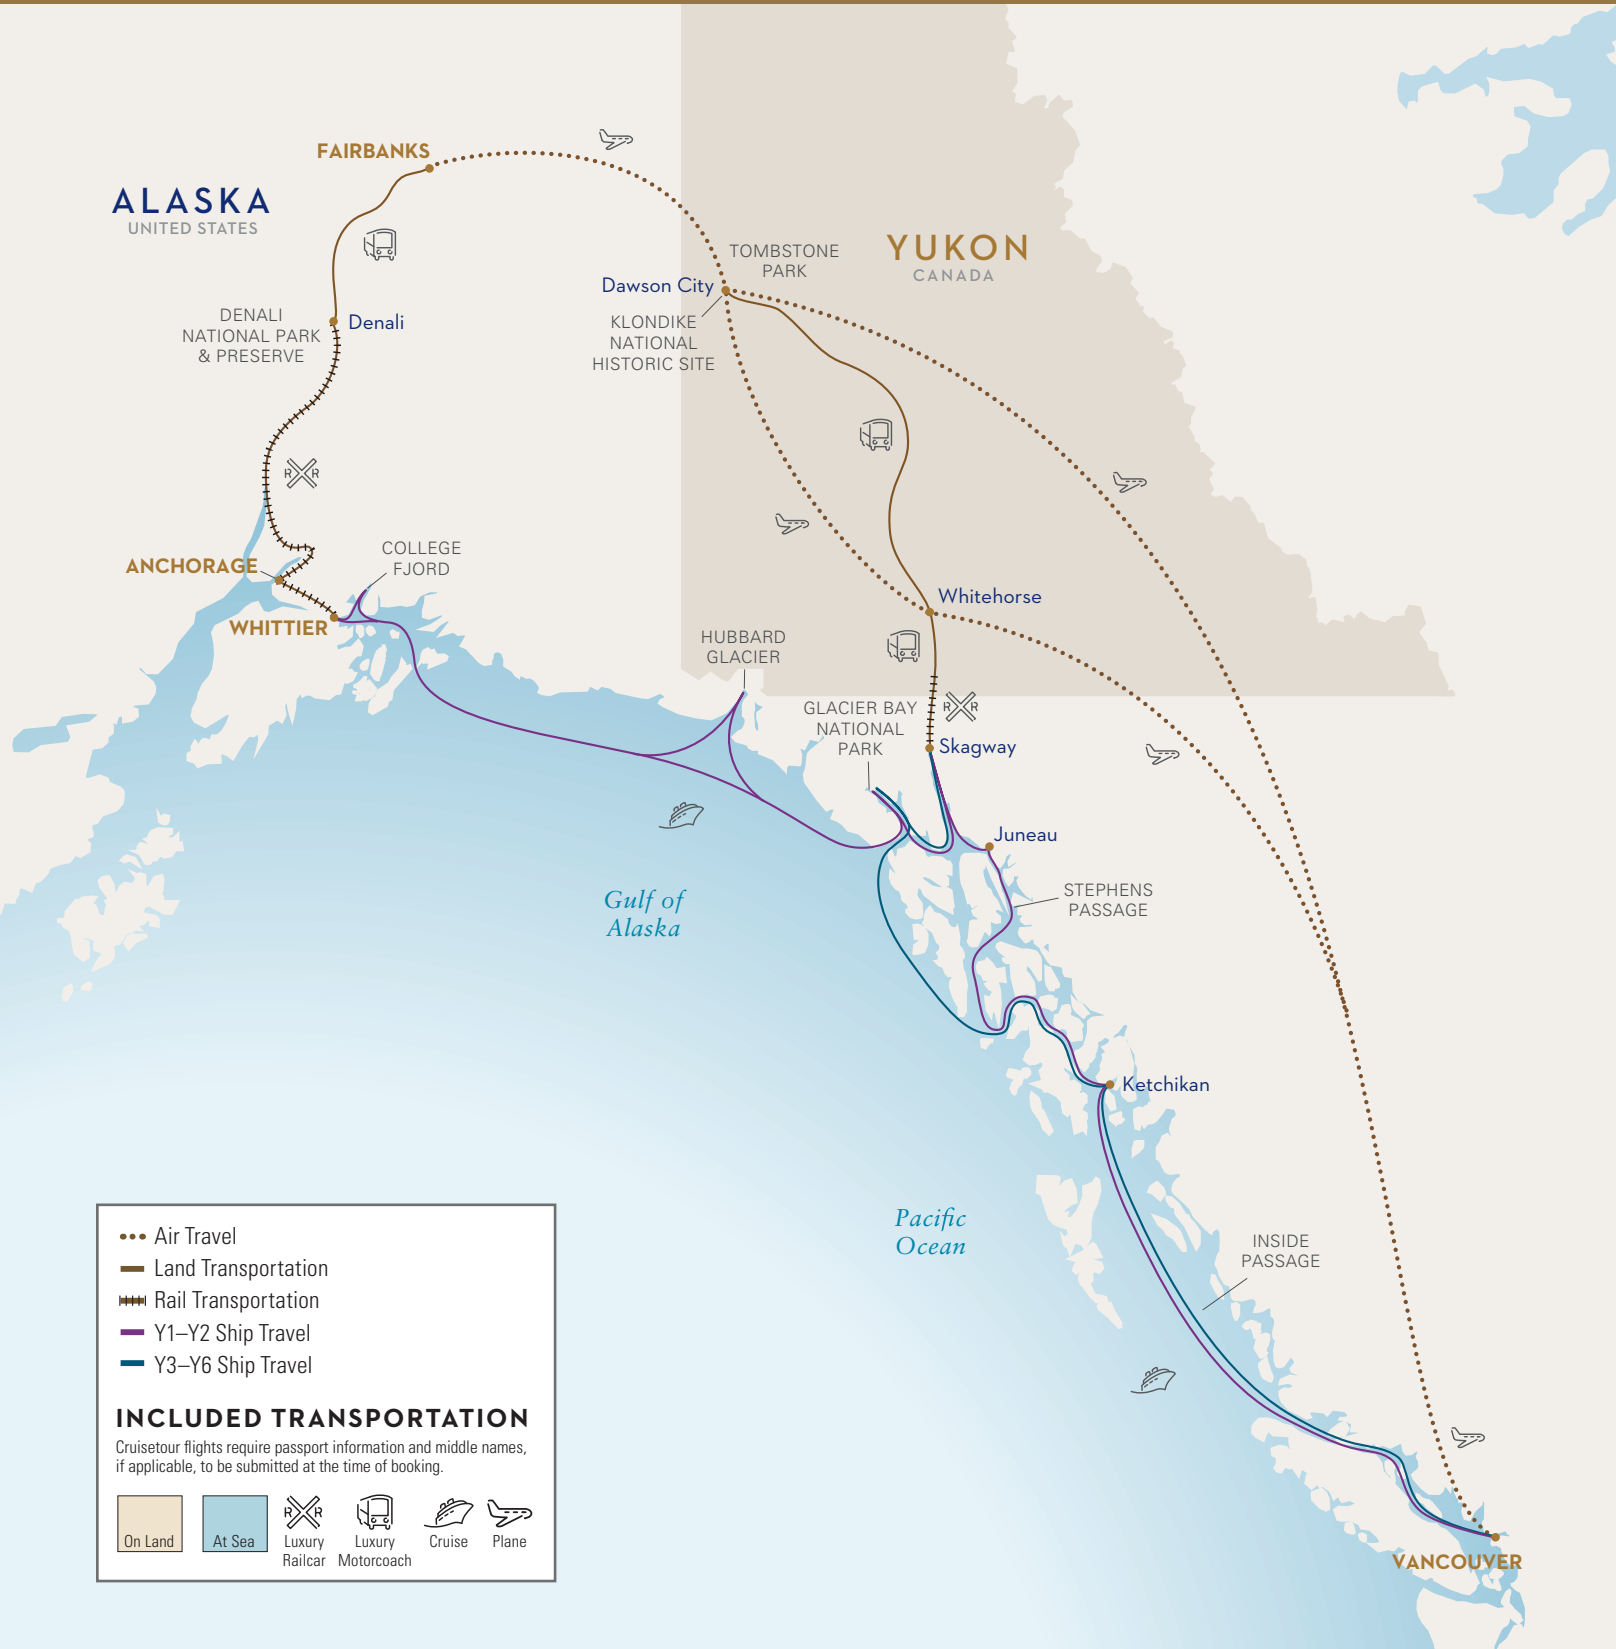 FAIRBANKS
ALASKA
UNITED STATES
TOMBSTONE
PARK
YUKON
CANADA
Dawson City
KLONDIKE
NATIONAL
HISTORIC SITE
DENALI
NATIONAL PARK
& PRESERVE
Denali
R R
ANCHORAGE
COLLEGE
FJORD
WHITTIER
Whitehorse
HUBBARD
GLACIER
GLACIER BAY
NATIONAL
PARK
R R
Skagway
Juneau
STEPHENS
PASSAGE
Gulf of
Alaska
Ketchikan
Pacific
Ocean
INSIDE
PASSAGE
VANCOUVER
Air Travel
Land Transportation
Rail Transportation
Y1–Y2 Ship Travel
Y3–Y6 Ship Travel
INCLUDED TRANSPORTATION
Cruisetour flights require passport information and middle names,
if applicable, to be submitted at the time of booking.
On Land
At Sea
R R
Luxury
Railcar
Luxury
Motorcoach
Cruise
Plane